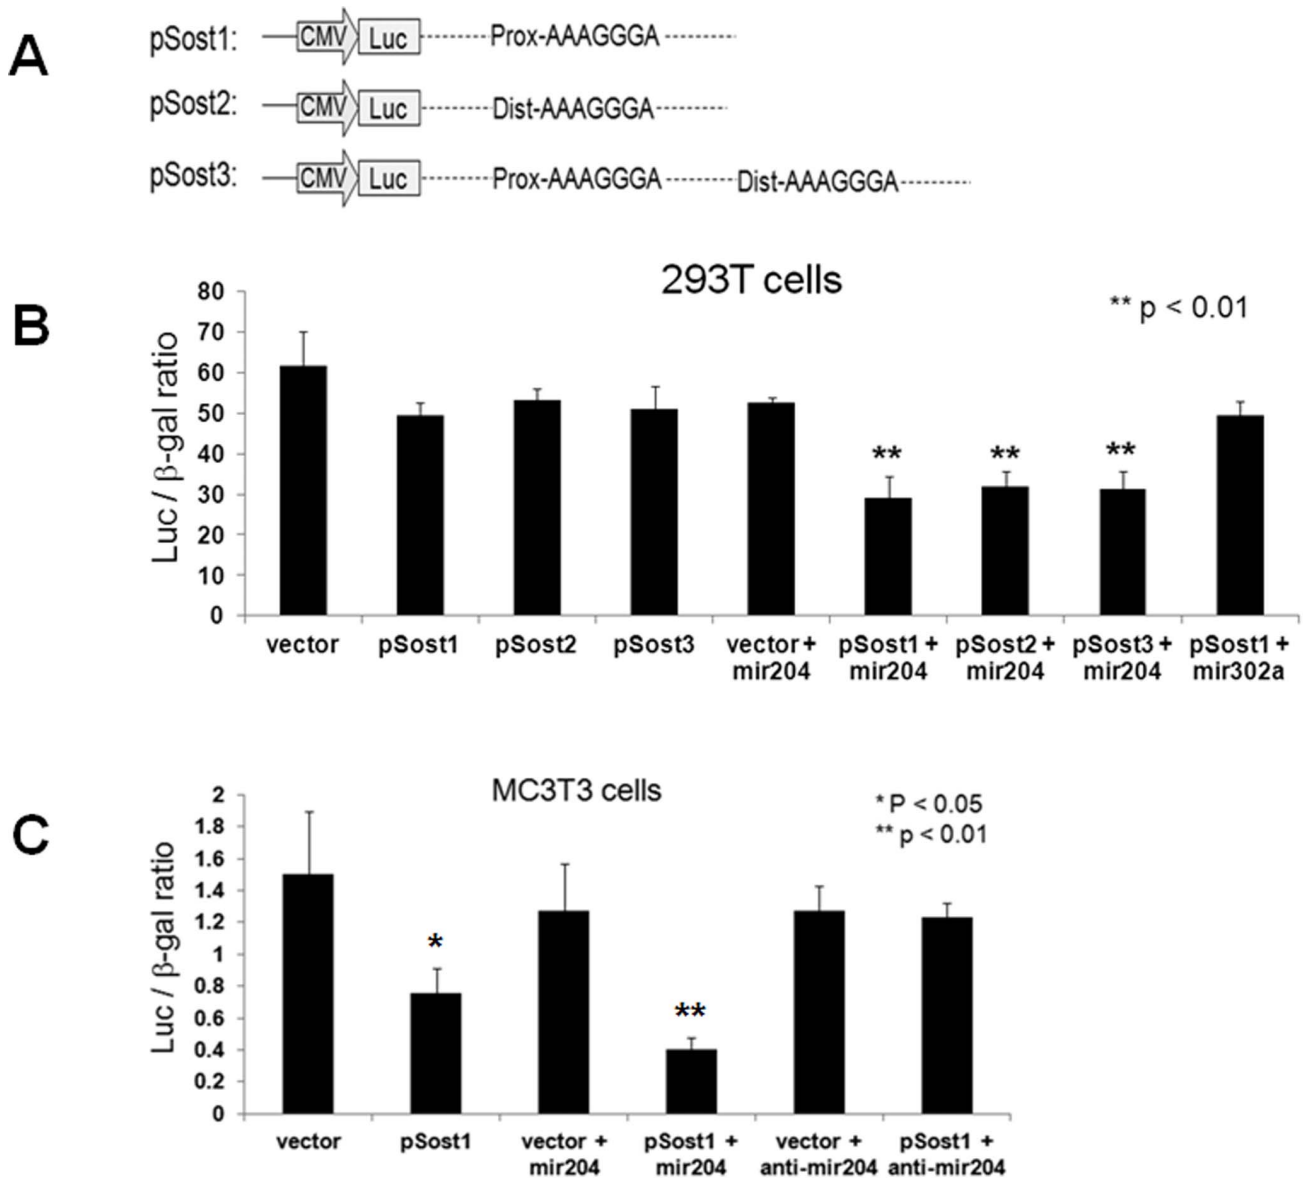 A
pSost1: CMV Luc Prox-AAAGGGA
pSost2: CMV Luc Dist-AAAGGGA
pSost3: CMV Luc Prox-AAAGGGA Dist-AAAGGGA
B
293T cells
** p < 0.01
Luc / β-gal ratio
80
70
60
50
40
30
20
10
0
** ** **
vector pSost1 pSost2 pSost3 vector + pSost1 + pSost2 + pSost3 + pSost1 +
mir204 mir204 mir204 mir204 mir302a
C
MC3T3 cells
* P < 0.05
** p < 0.01
Luc / β-gal ratio
2
1.8
1.6
1.4
1.2
1
0.8
0.6
0.4
0.2
0
*
**
vector pSost1 vector + pSost1 + vector + pSost1 +
mir204 mir204 anti-mir204 anti-mir204